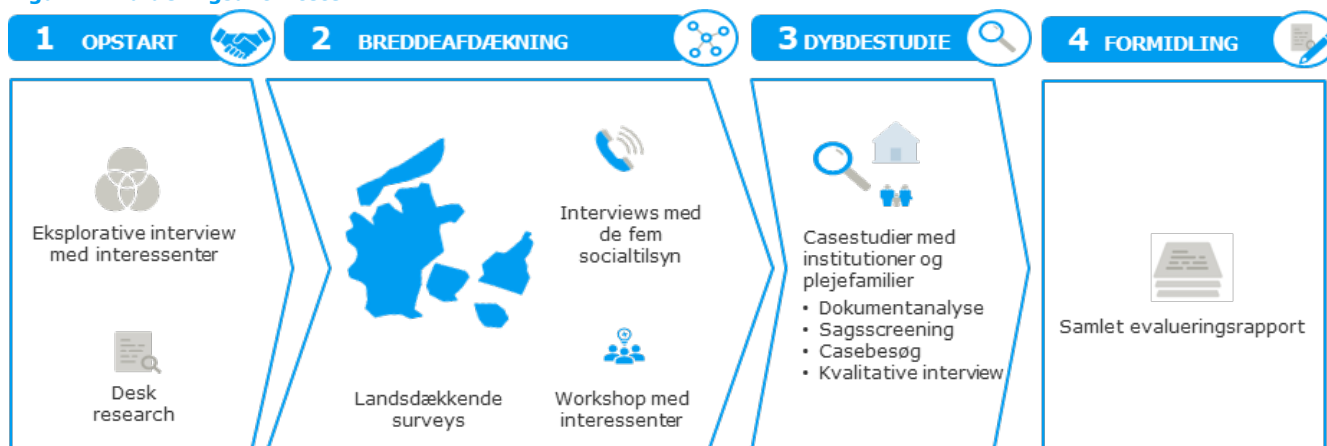 1 OPSTART
2 BREDDEAFDÆKNING
3 DYBDESTUDIE
4 FORMIDLING
Eksplorative interview
med interessenter
Desk
research
Landsdækkende
surveys
Interviews med
de fem
socialtilsyn
Workshop med
interessenter
Casestudier med
institutioner og
plejefamilier
• Dokumentanalyse
• Sagsscreening
• Casebesøg
• Kvalitative interview
Samlet evalueringsrapport